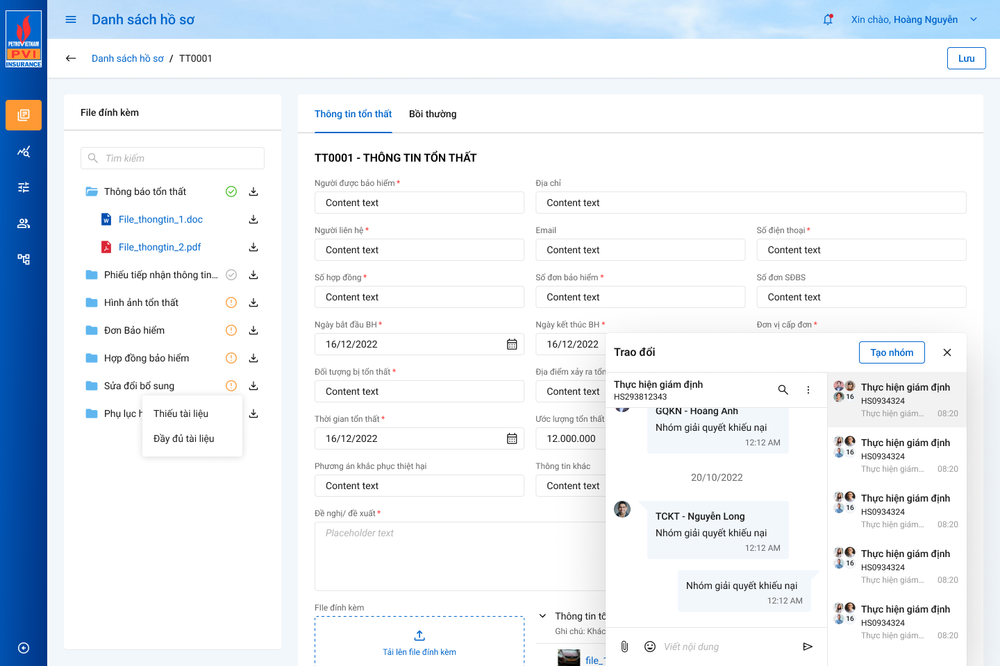 PETROVIETNAM
PVI
INSURANCE
Danh sách hồ sơ
Xin chào, Hoàng Nguyễn
Danh sách hồ sơ / TT0001
Lưu
File đính kèm
Tìm kiếm
Thông báo tổn thất
File_thongtin_1.doc
File_thongtin_2.pdf
Phiếu tiếp nhận thông tin...
Hình ảnh tổn thất
Đơn Bảo hiểm
Hợp đồng bảo hiểm
Sửa đổi bổ sung
Phụ lục h
Thiếu tài liệu
Đầy đủ tài liệu
Thông tin tổn thất
Bồi thường
TT0001 - THÔNG TIN TỔN THẤT
Người được bảo hiểm *
Địa chỉ
Content text
Content text
Người liên hệ *
Email
Số điện thoại *
Content text
Content text
Content text
Số hợp đồng *
Số đơn bảo hiểm *
Số đơn SĐBS
Content text
Content text
Content text
Ngày bắt đầu BH *
Ngày kết thúc BH *
Đơn vị cấp đơn *
16/12/2022
16/12/2022
Đối tượng bị tổn thất *
Địa điểm xảy ra tổn
Content text
Content text
Thời gian tổn thất *
Ước lượng tổn thất
16/12/2022
12.000.000
Phương án khắc phục thiệt hại
Thông tin khác
Content text
Content text
Đề nghị/ đề xuất *
Placeholder text
FIle đính kèm
Tải lên file đính kèm
Thông tin tổ
Ghi chú: Khác
file_1
Trao đổi
Tạo nhóm
Thực hiện giám định
HS293812343
GQKN - Hoàng Anh
Nhóm giải quyết khiếu nại
12:12 AM
20/10/2022
TCKT - Nguyễn Long
Nhóm giải quyết khiếu nại
12:12 AM
Nhóm giải quyết khiếu nại
12:12 AM
Viết nội dung
Thực hiện giám định
16
HS0934324
Thực hiện giám... 08:20
Thực hiện giám định
16
HS0934324
Thực hiện giám... 08:20
Thực hiện giám định
16
HS0934324
Thực hiện giám... 08:20
Thực hiện giám định
16
HS0934324
Thực hiện giám... 08:20
Thực hiện giám định
16
HS0934324
Thực hiện giám... 08:20